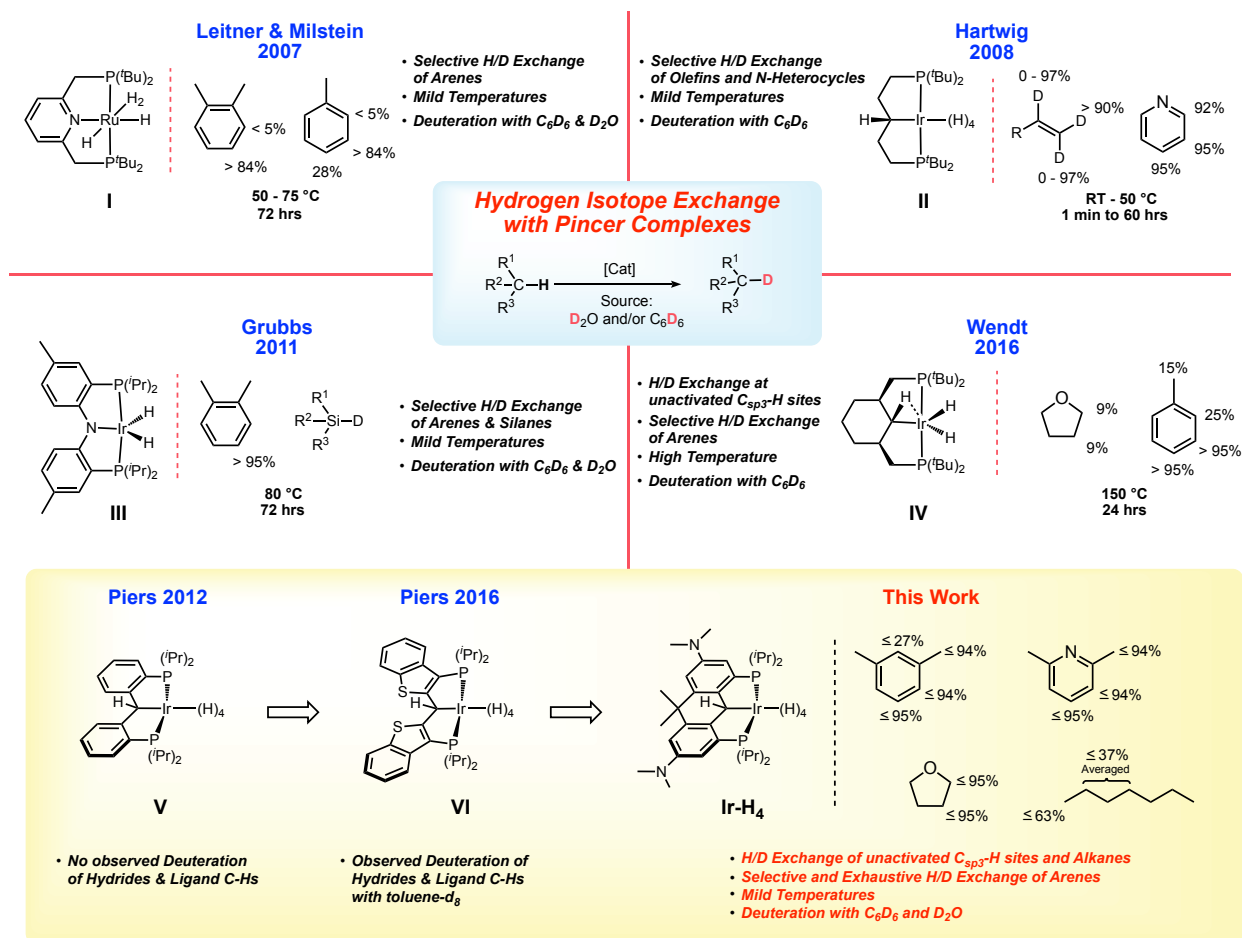 Leitner & Milstein
2007
P(ᵗBu)₂
H₂
N
Ru
H
H
PᵗBu₂
I
< 5%
> 84%
< 5%
> 84%
28%
50 - 75 °C
72 hrs
• Selective H/D Exchange
of Arenes
• Mild Temperatures
• Deuteration with C₆D₆ & D₂O
• Selective H/D Exchange
of Olefins and N-Heterocycles
• Mild Temperatures
• Deuteration with C₆D₆
Hartwig
2008
P(ᵗBu)₂
H
Ir
(H)₄
PᵗBu₂
II
0 - 97%
D
> 90%
R
D
D
0 - 97%
N
92%
95%
95%
RT - 50 °C
1 min to 60 hrs
Hydrogen Isotope Exchange
with Pincer Complexes
R¹
R²
C
H
R³
[Cat]
Source:
D₂O and/or C₆D₆
R¹
R²
C
D
R³
Grubbs
2011
P(ⁱPr)₂
N
Ir
H
H
P(ⁱPr)₂
III
> 95%
R¹
R²
Si
D
R³
80 °C
72 hrs
• Selective H/D Exchange
of Arenes & Silanes
• Mild Temperatures
• Deuteration with C₆D₆ & D₂O
• H/D Exchange at
unactivated Csp3-H sites
• Selective H/D Exchange
of Arenes
• High Temperature
• Deuteration with C₆D₆
Wendt
2016
P(ᵗBu)₂
H
Ir
H
H
P(ᵗBu)₂
IV
O
9%
9%
15%
25%
> 95%
> 95%
150 °C
24 hrs
Piers 2012
(ⁱPr)₂
P
H
Ir
(H)₄
P
(ⁱPr)₂
V
• No observed Deuteration
of Hydrides & Ligand C-Hs
Piers 2016
(ⁱPr)₂
P
S
H
Ir
(H)₄
S
P
(ⁱPr)₂
VI
• Observed Deuteration of
Hydrides & Ligand C-Hs
with toluene-d₈
This Work
N
(ⁱPr)₂
P
H
Ir
(H)₄
P
(ⁱPr)₂
N
Ir-H₄
≤ 27%
≤ 94%
≤ 94%
≤ 95%
N
≤ 94%
≤ 94%
≤ 95%
O
≤ 95%
≤ 95%
≤ 37%
Averaged
≤ 63%
• H/D Exchange of unactivated Csp3-H sites and Alkanes
• Selective and Exhaustive H/D Exchange of Arenes
• Mild Temperatures
• Deuteration with C₆D₆ and D₂O